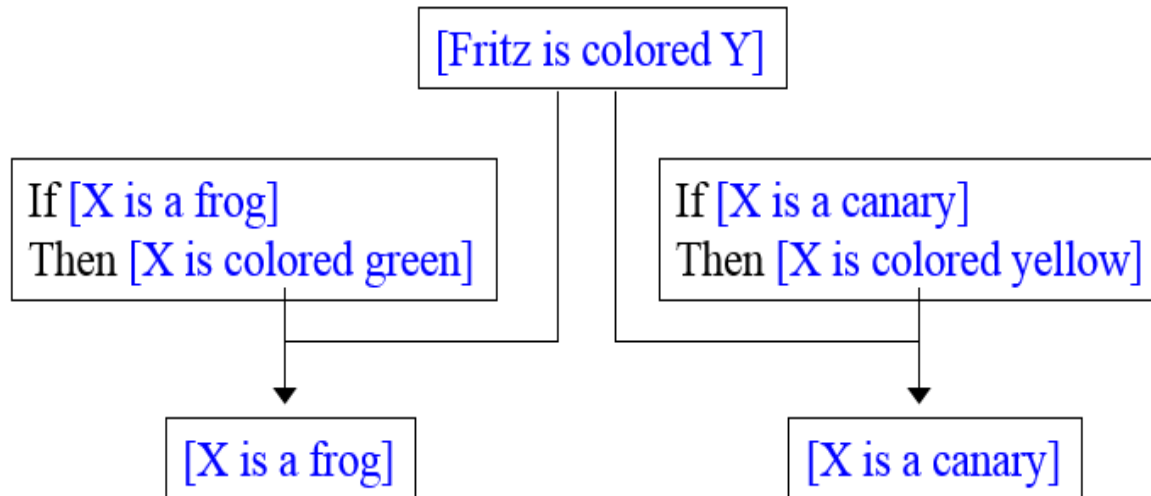 [Fritz is colored Y]
If [X is a frog]
Then [X is colored green]
If [X is a canary]
Then [X is colored yellow]
[X is a frog]
[X is a canary]